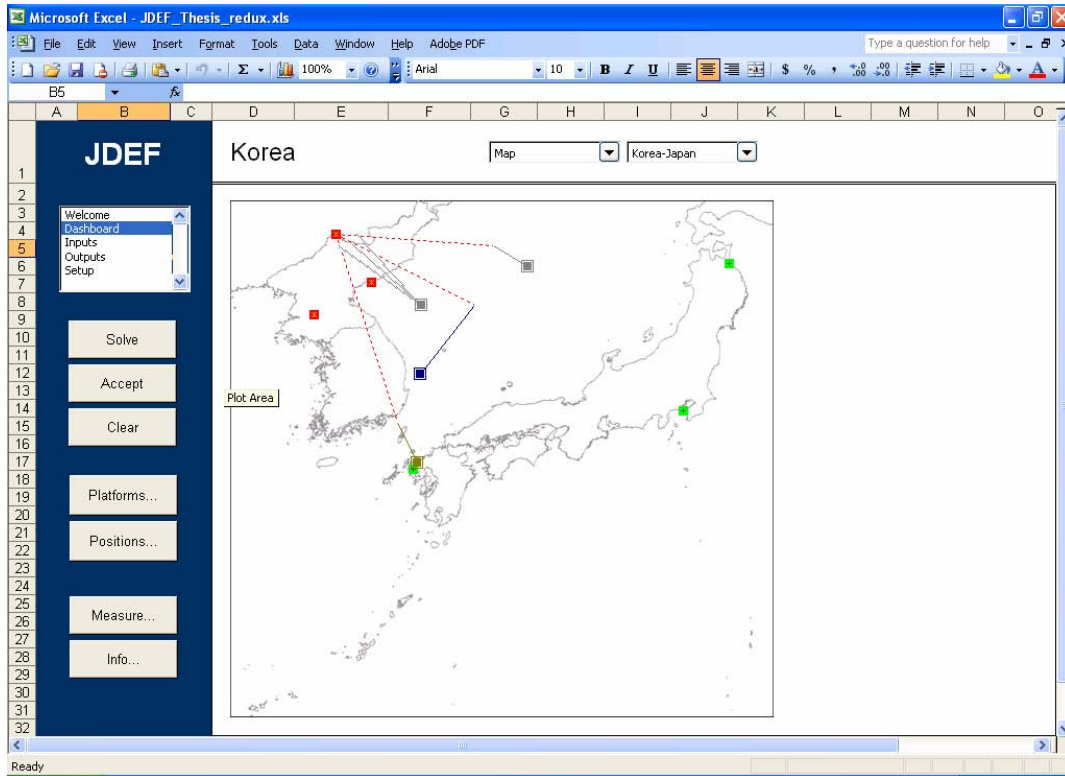 Microsoft Excel - JDEF_Thesis_redux.xls
File Edit View Insert Format Tools Data Window Help Adobe PDF Type a question for help
100% Arial 10 B I U $ % ,
B5 fx
A B C D E F G H I J K L M N O
JDEF Korea Map Korea-Japan
1
2
3
4
5
6
7
8
9
10
11
12
13
14
15
16
17
18
19
20
21
22
23
24
25
26
27
28
29
30
31
32
Welcome
Dashboard
Inputs
Outputs
Setup
Solve
Accept
Clear
Platforms...
Positions...
Measure...
Info...
Plot Area
Ready